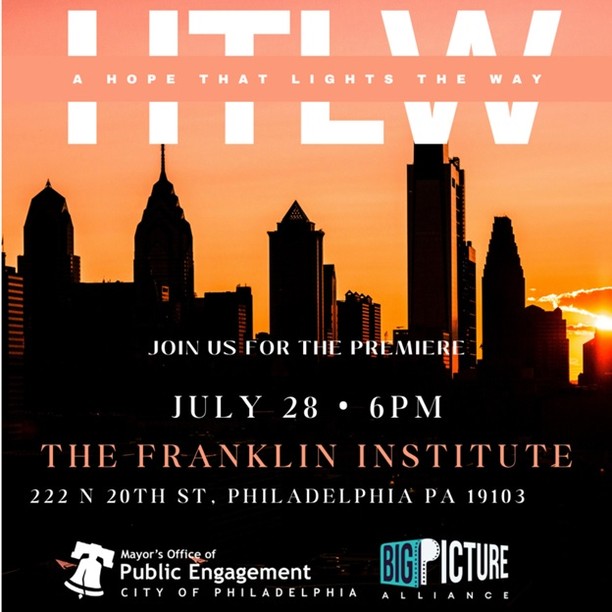 HTLW
A HOPE THAT LIGHTS THE WAY
JOIN US FOR THE PREMIERE
JULY 28 • 6PM
THE FRANKLIN INSTITUTE
222 N 20TH ST, PHILADELPHIA PA 19103
Mayor's Office of
Public Engagement
CITY OF PHILADELPHIA
BIG PICTURE
ALLIANCE